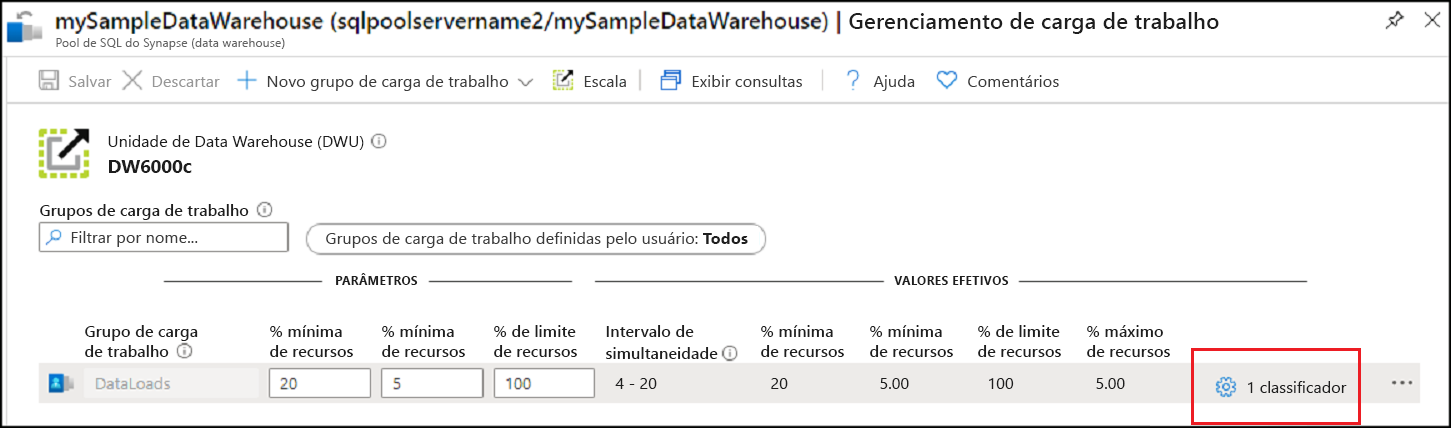 mySampleDataWarehouse (sqlpoolservername2/mySampleDataWarehouse) | Gerenciamento de carga de trabalho
Pool de SQL do Synapse (data warehouse)
Salvar Descartar Novo grupo de carga de trabalho Escala Exibir consultas Ajuda Comentários
Unidade de Data Warehouse (DWU)
DW6000c
Grupos de carga de trabalho
Filtrar por nome... Grupos de carga de trabalho definidas pelo usuário: Todos
PARÂMETROS VALORES EFETIVOS
Grupo de carga % mínima % mínima % de limite Intervalo de % mínima % mínima % de limite % máximo
de trabalho de recursos de recursos de recursos simultaneidade de recursos de recursos de recursos de recursos
DataLoads 20 5 100 4 - 20 20 5.00 100 5.00 1 classificador